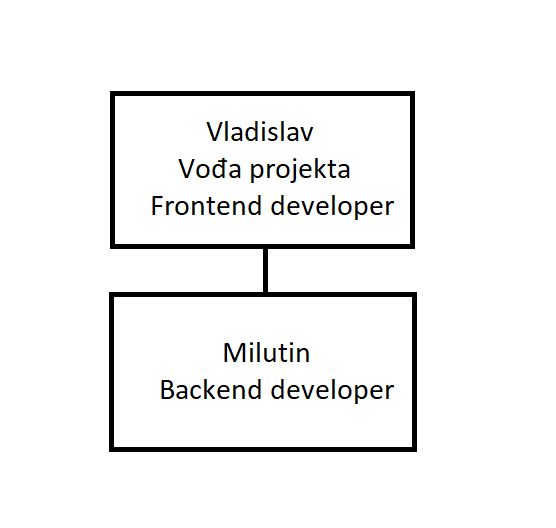 Vladislav
Vođa projekta
Frontend developer
Milutin
Backend developer